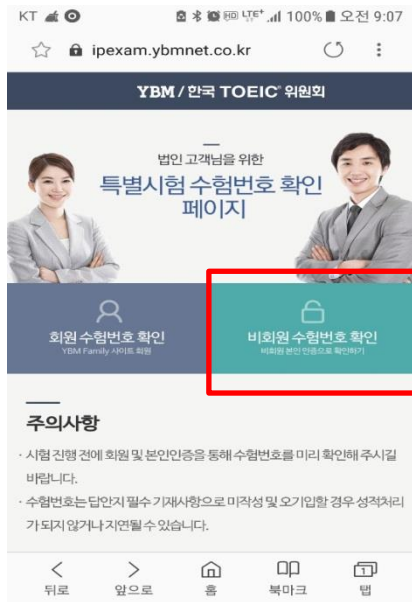 KT LTE+ 100% 오전 9:07
ipexam.ybmnet.co.kr
YBM / 한국 TOEIC® 위원회
법인 고객님을 위한
특별시험 수험번호 확인
페이지
회원 수험번호 확인
YBM Family 사이트 회원
비회원 수험번호 확인
비회원 본인 인증으로 확인하기
주의사항
· 시험 진행 전에 회원 및 본인인증을 통해 수험번호를 미리 확인해 주시길
바랍니다.
· 수험번호는 답안지 필수 기재사항으로 미작성 및 오기입할 경우 성적처리
가 되지 않거나 지연될 수 있습니다.
1
뒤로 앞으로 홈 북마크 탭